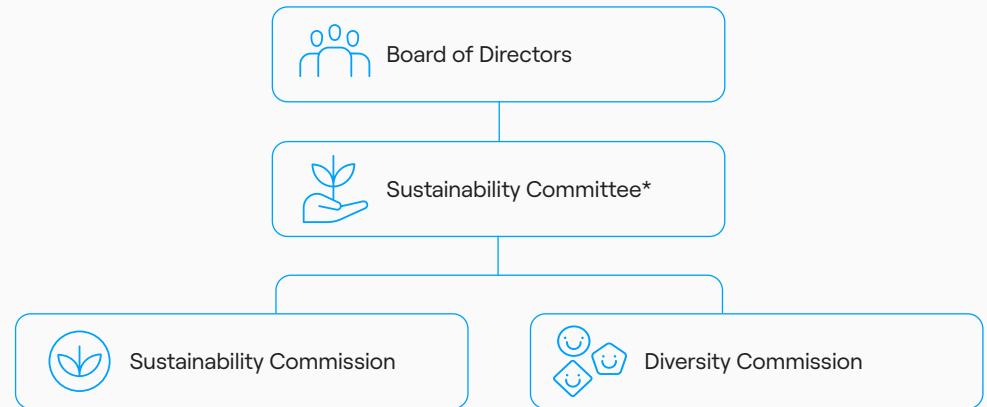 Board of Directors
Sustainability Committee*
Sustainability Commission
Diversity Commission